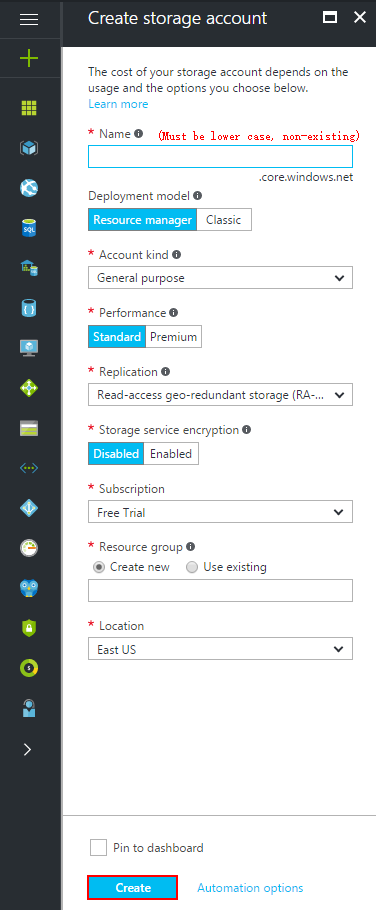 Create storage account
The cost of your storage account depends on the
usage and the options you choose below.
Learn more
* Name (Must be lower case, non-existing)
.core.windows.net
Deployment model
Resource manager Classic
* Account kind
General purpose
* Performance
Standard Premium
* Replication
Read-access geo-redundant storage (RA-...
* Storage service encryption
Disabled Enabled
* Subscription
Free Trial
* Resource group
Create new Use existing
* Location
East US
Pin to dashboard
Create Automation options